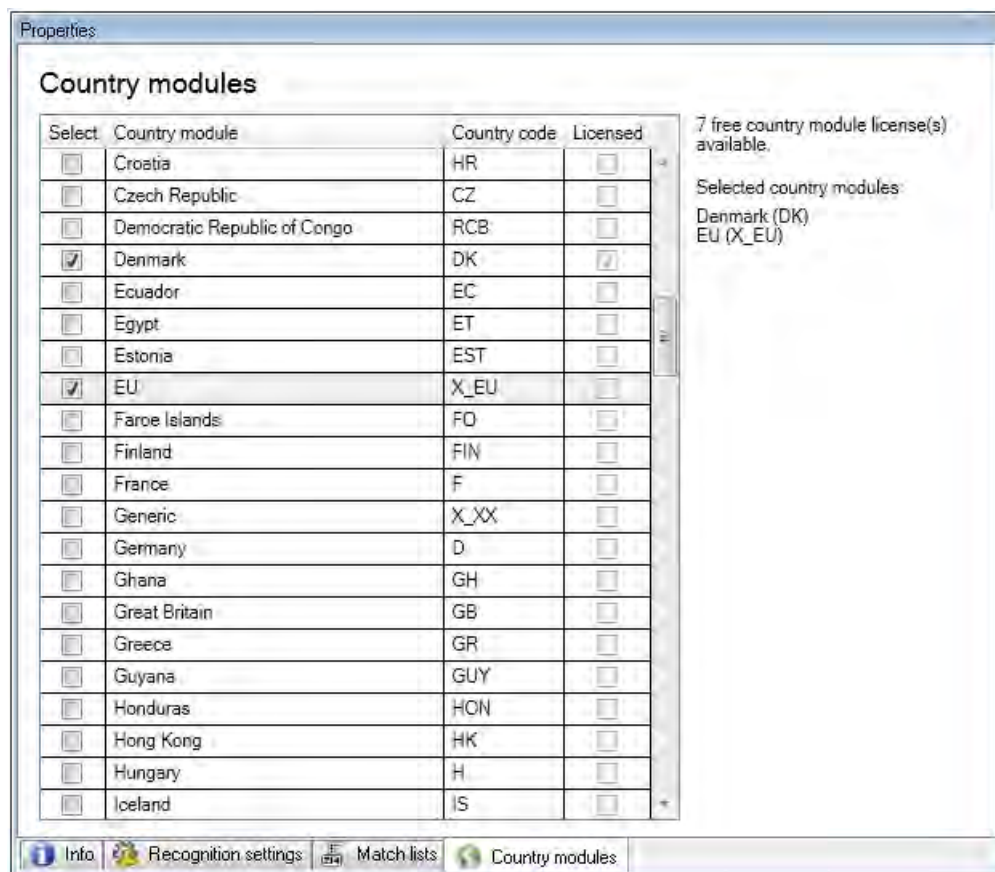 Properties
Country modules
Select Country module Country code Licensed
Croatia HR
Czech Republic CZ
Democratic Republic of Congo RCB
Denmark DK
Ecuador EC
Egypt ET
Estonia EST
EU X_EU
Faroe Islands FO
Finland FIN
France F
Generic X_XX
Germany D
Ghana GH
Great Britain GB
Greece GR
Guyana GUY
Honduras HON
Hong Kong HK
Hungary H
Iceland IS
7 free country module license(s)
available.
Selected country modules
Denmark (DK)
EU (X_EU)
Info Recognition settings Match lists Country modules